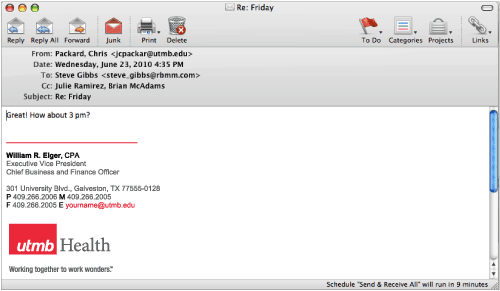 Re: Friday
Reply Reply All Forward Junk Print Delete To Do Categories Projects Links
From: Packard, Chris <jcpackar@utmb.edu>
Date: Wednesday, June 23, 2010 4:35 PM
To: Steve Gibbs <steve_gibbs@rbmm.com>
Cc: Julie Ramirez, Brian McAdams
Subject: Re: Friday
Great! How about 3 pm?
William R. Elger, CPA
Executive Vice President
Chief Business and Finance Officer
301 University Blvd., Galveston, TX 77555-0128
P 409.266.2006 M 409.266.2005
F 409.266.2005 E yourname@utmb.edu
utmb Health
Working together to work wonders.™
Schedule "Send & Receive All" will run in 9 minutes